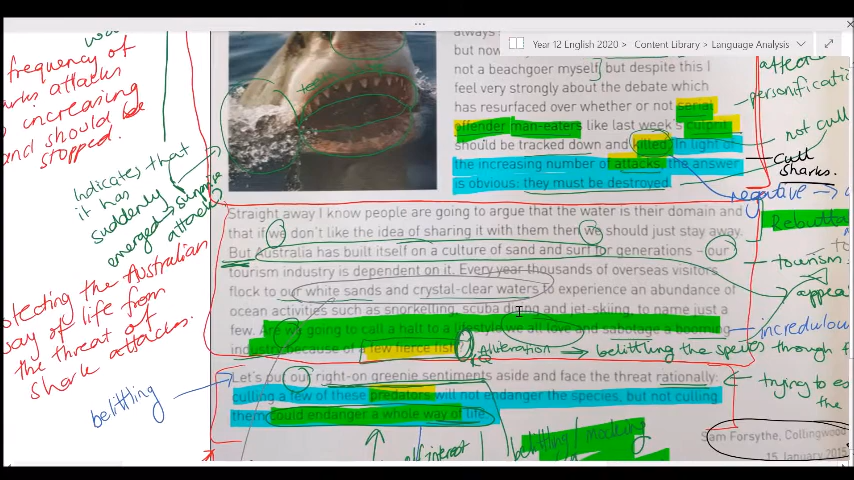 Year 12 English 2020 > Content Library > Language Analysis
but now
not a beachgoer myself, but despite this I
feel very strongly about the debate which
has resurfaced over whether or not serial
offender man-eaters like last week's culprit
should be tracked down and killed. In light of
the increasing number of attacks, the answer
is obvious: they must be destroyed.
Straight away I know people are going to argue that the water is their domain and
that if we don't like the idea of sharing it with them then we should just stay away.
But Australia has built itself on a culture of sand and surf for generations – our
tourism industry is dependent on it. Every year thousands of overseas visitors
flock to our white sands and crystal-clear waters to experience an abundance of
ocean activities such as snorkelling, scuba diving and jet-skiing, to name just a
few. Are we going to call a halt to a lifestyle we all love and sabotage a booming
industry because of a few fierce fish?
Let's put our right-on greenie sentiments aside and face the threat rationally:
culling a few of these predators will not endanger the species, but not culling
them could endanger a whole way of life.
Sam Forsythe, Collingwood
15 January 2015
frequency of
attacks
increasing
and should be
stopped.
Indicates that
it has
suddenly
emerged → surprise
attacks
the Australian
way of life from
the threat of
shark attacks.
belittling
teeth
not cull
cull
sharks.
negative →
tourism
Alliteration → belittling the species through
trying to
the
interest
belittling / mocking